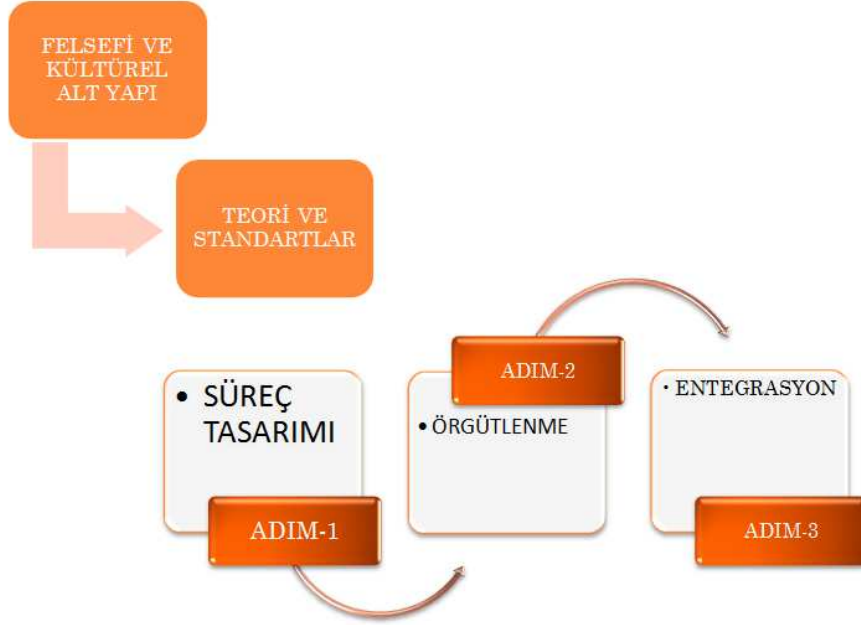 FELSEFİ VE
KÜLTÜREL
ALT YAPI
TEORİ VE
STANDARTLAR
• SÜREÇ
TASARIMI
ADIM-1
ADIM-2
• ÖRGÜTLENME
• ENTEGRASYON
ADIM-3